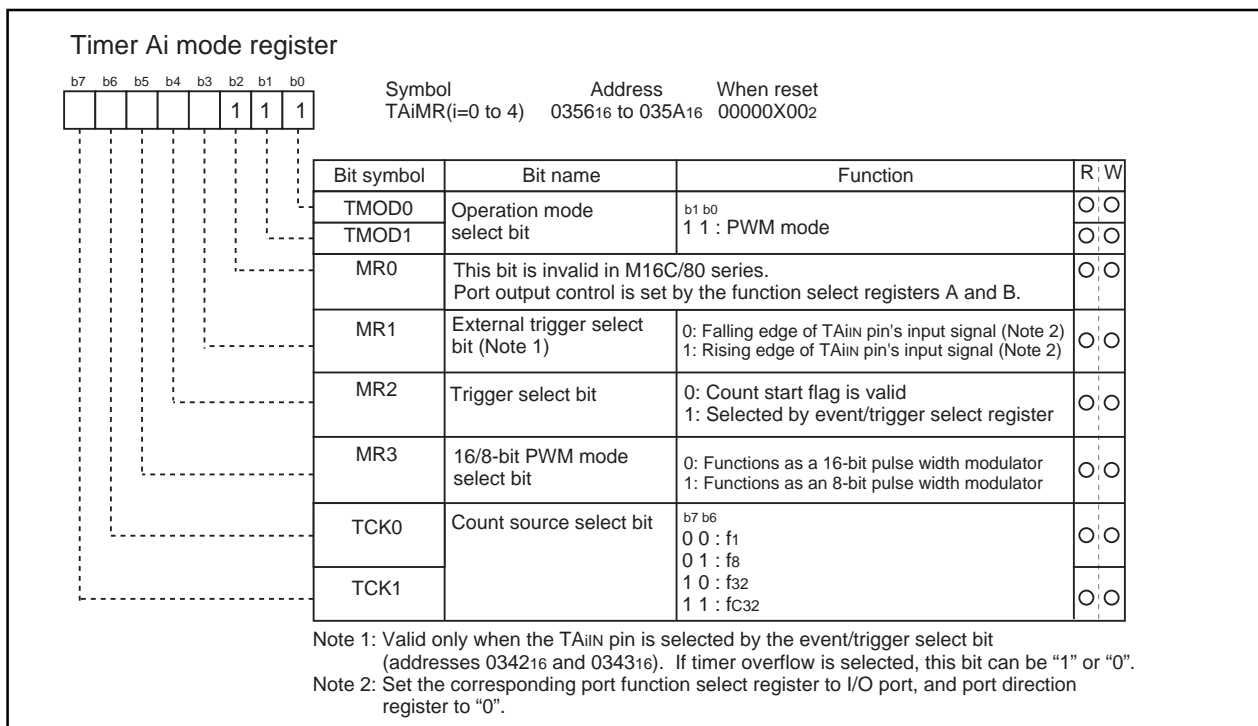 Timer Ai mode register
b7 b6 b5 b4 b3 b2 b1 b0
1 1 1
Symbol Address When reset
TAiMR(i=0 to 4) 035616 to 035A16 00000X002
Bit symbol Bit name Function R W
TMOD0
TMOD1
Operation mode
select bit
b1 b0
1 1 : PWM mode
MR0
This bit is invalid in M16C/80 series.
Port output control is set by the function select registers A and B.
MR1
External trigger select
bit (Note 1)
0: Falling edge of TAiIN pin's input signal (Note 2)
1: Rising edge of TAiIN pin's input signal (Note 2)
MR2
Trigger select bit
0: Count start flag is valid
1: Selected by event/trigger select register
MR3
16/8-bit PWM mode
select bit
0: Functions as a 16-bit pulse width modulator
1: Functions as an 8-bit pulse width modulator
TCK0
TCK1
Count source select bit
b7 b6
0 0 : f1
0 1 : f8
1 0 : f32
1 1 : fC32
Note 1: Valid only when the TAiIN pin is selected by the event/trigger select bit
(addresses 034216 and 034316). If timer overflow is selected, this bit can be “1” or “0”.
Note 2: Set the corresponding port function select register to I/O port, and port direction
register to “0”.